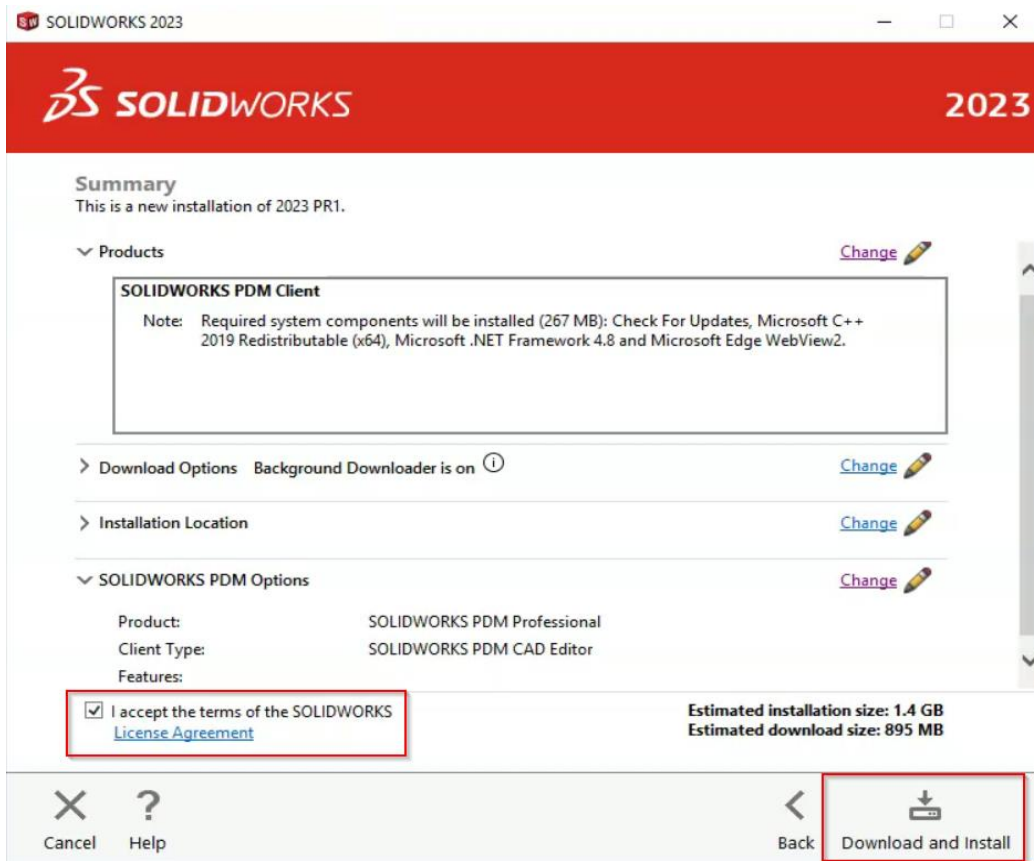 SOLIDWORKS 2023
SOLIDWORKS
2023
Summary
This is a new installation of 2023 PR1.
Products
Change
SOLIDWORKS PDM Client
Note: Required system components will be installed (267 MB): Check For Updates, Microsoft C++
2019 Redistributable (x64), Microsoft .NET Framework 4.8 and Microsoft Edge WebView2.
Download Options Background Downloader is on
Change
Installation Location
Change
SOLIDWORKS PDM Options
Change
Product: SOLIDWORKS PDM Professional
Client Type: SOLIDWORKS PDM CAD Editor
Features:
I accept the terms of the SOLIDWORKS
License Agreement
Estimated installation size: 1.4 GB
Estimated download size: 895 MB
Cancel
Help
Back
Download and Install